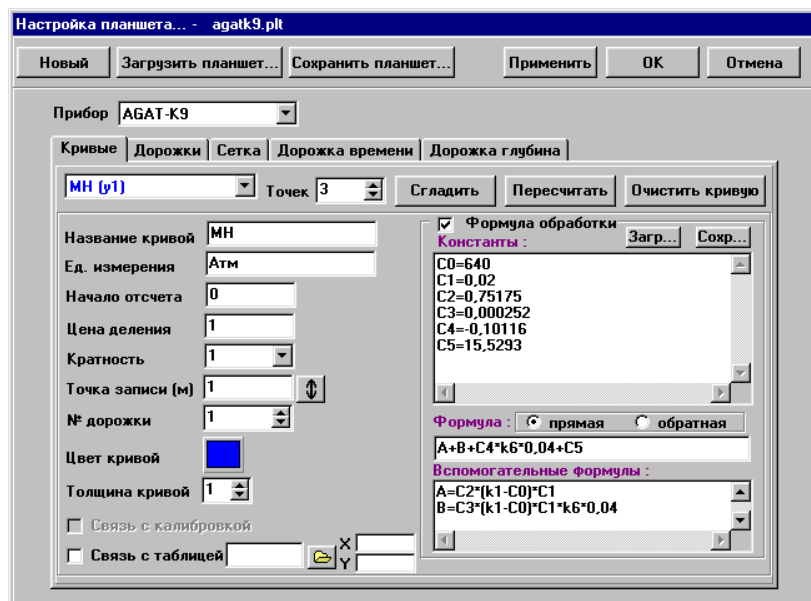 Настройка планшета... - agatk9.plt
Новый Загрузить планшет... Сохранить планшет... Применить OK Отмена
Прибор AGAT-K9
Кривые Дорожки Сетка Дорожка времени Дорожка глубина
МН (y1) Точек 3 Сгладить Пересчитать Очистить кривую
Название кривой МН
Ед. измерения Атм
Начало отсчета 0
Цена деления 1
Кратность 1
Точка записи (м) 1
№ дорожки 1
Цвет кривой
Толщина кривой 1
Связь с калибровкой
Связь с таблицей X Y
Формула обработки
Константы : Загр... Сохр...
C0=640
C1=0,02
C2=0,75175
C3=0,000252
C4=-0,10116
C5=15,5293
Формула : прямая обратная
A+B+C4*k6*0,04+C5
Вспомогательные формулы :
A=C2*(k1-C0)*C1
B=C3*(k1-C0)*C1*k6*0,04